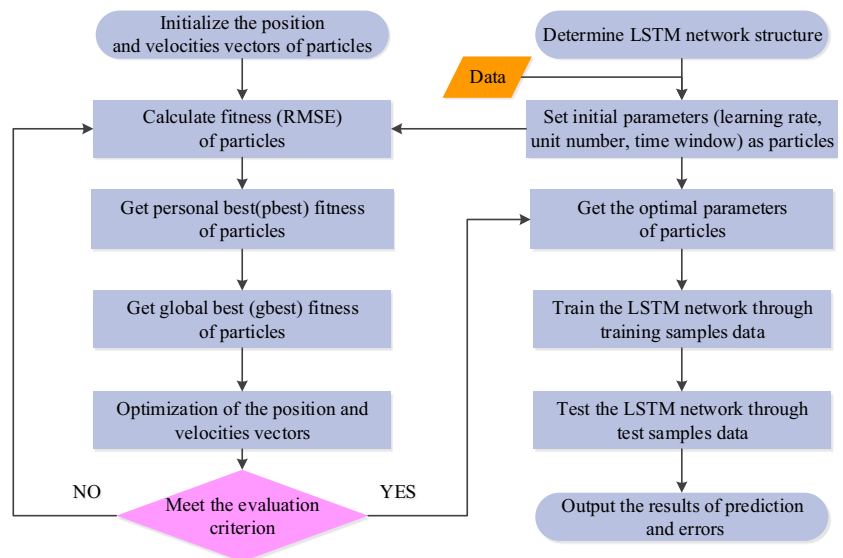 Initialize the position
and velocities vectors of particles
Calculate fitness (RMSE)
of particles
Get personal best(pbest) fitness
of particles
Get global best (gbest) fitness
of particles
Optimization of the position and
velocities vectors
NO
Meet the evaluation
criterion
YES
Determine LSTM network structure
Data
Set initial parameters (learning rate,
unit number, time window) as particles
Get the optimal parameters
of particles
Train the LSTM network through
training samples data
Test the LSTM network through
test samples data
Output the results of prediction
and errors